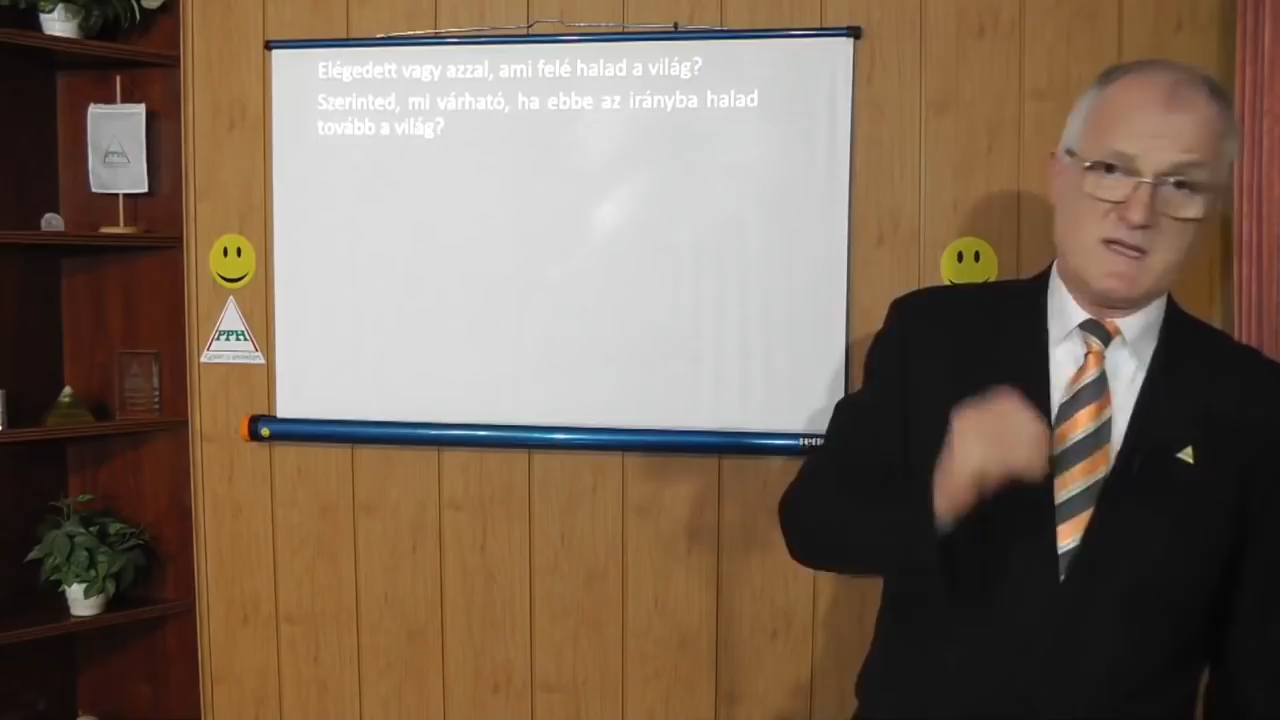 Elégedett vagy azzal, ami felé halad a világ?
Szerinted, mi várható, ha ebbe az irányba halad
tovább a világ?
PPH